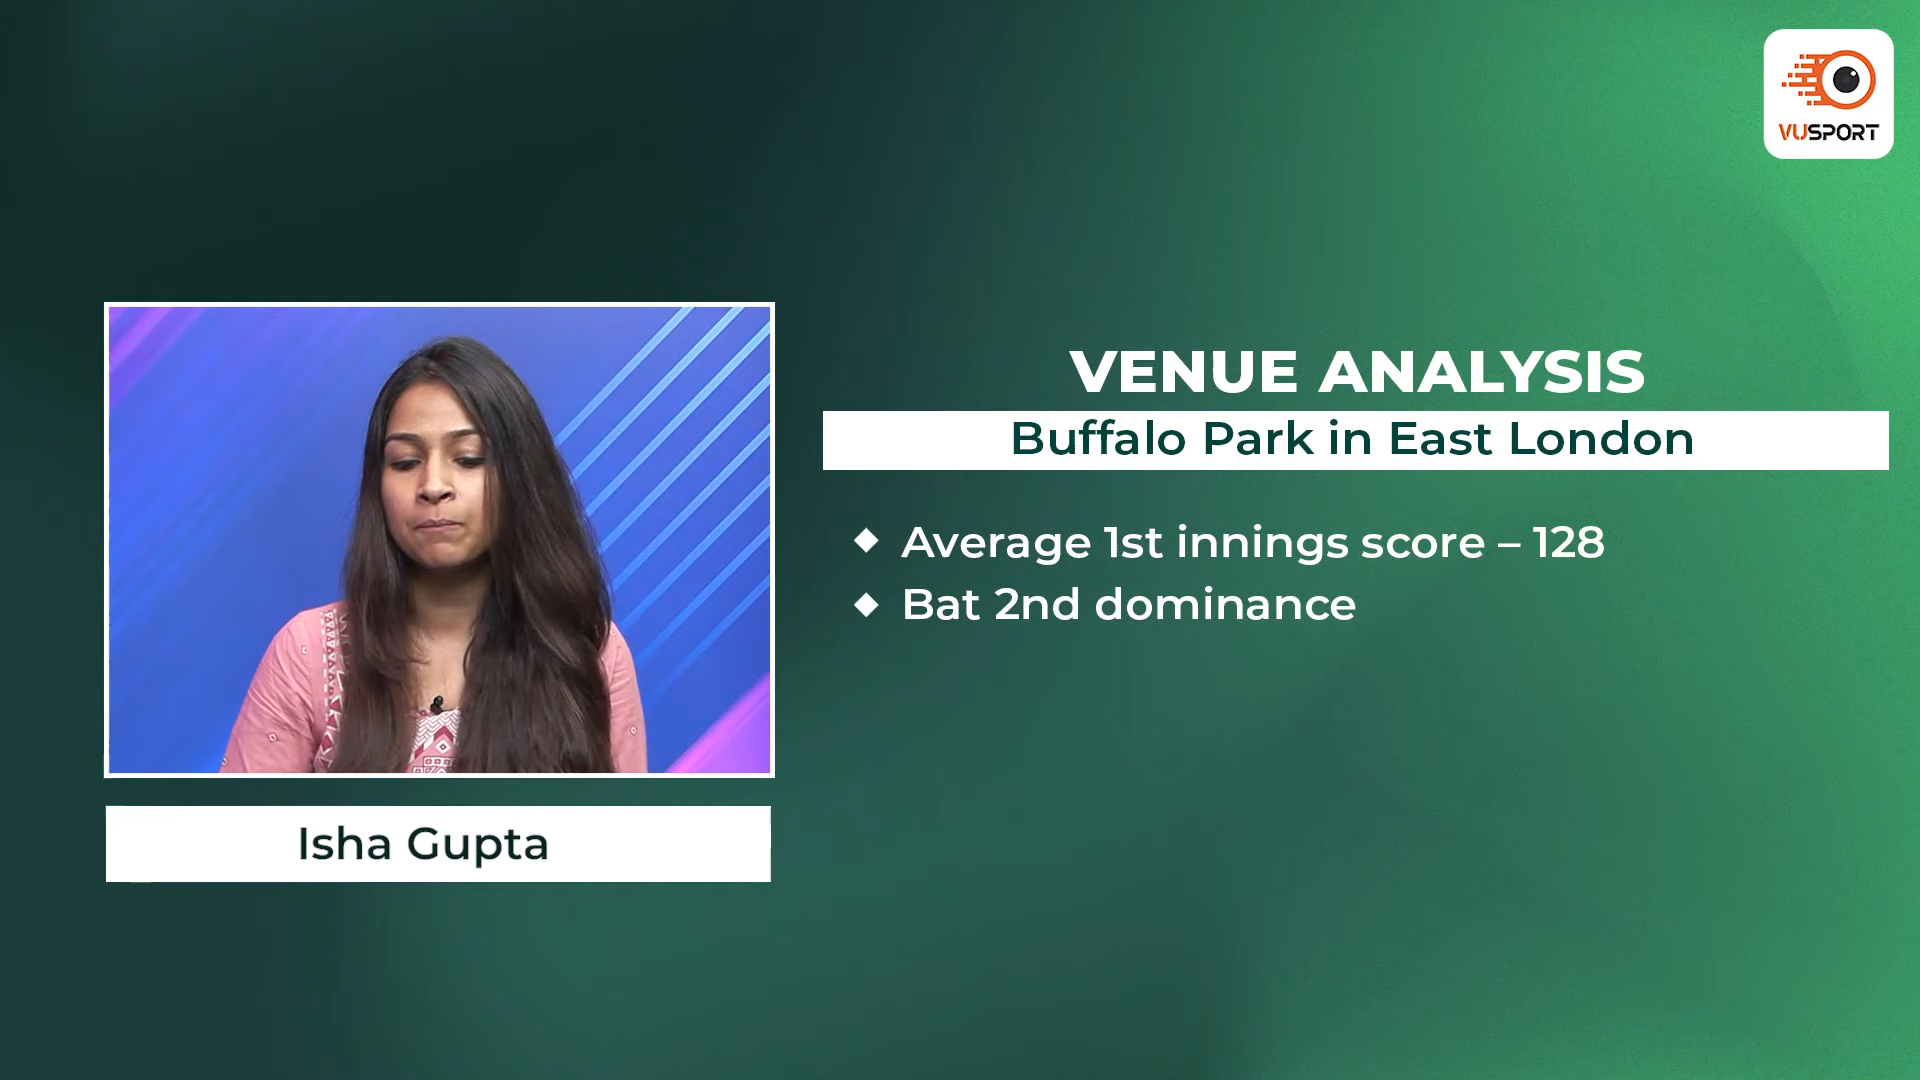 VUSPORT
VENUE ANALYSIS
Buffalo Park in East London
Average 1st innings score – 128
Bat 2nd dominance
Isha Gupta